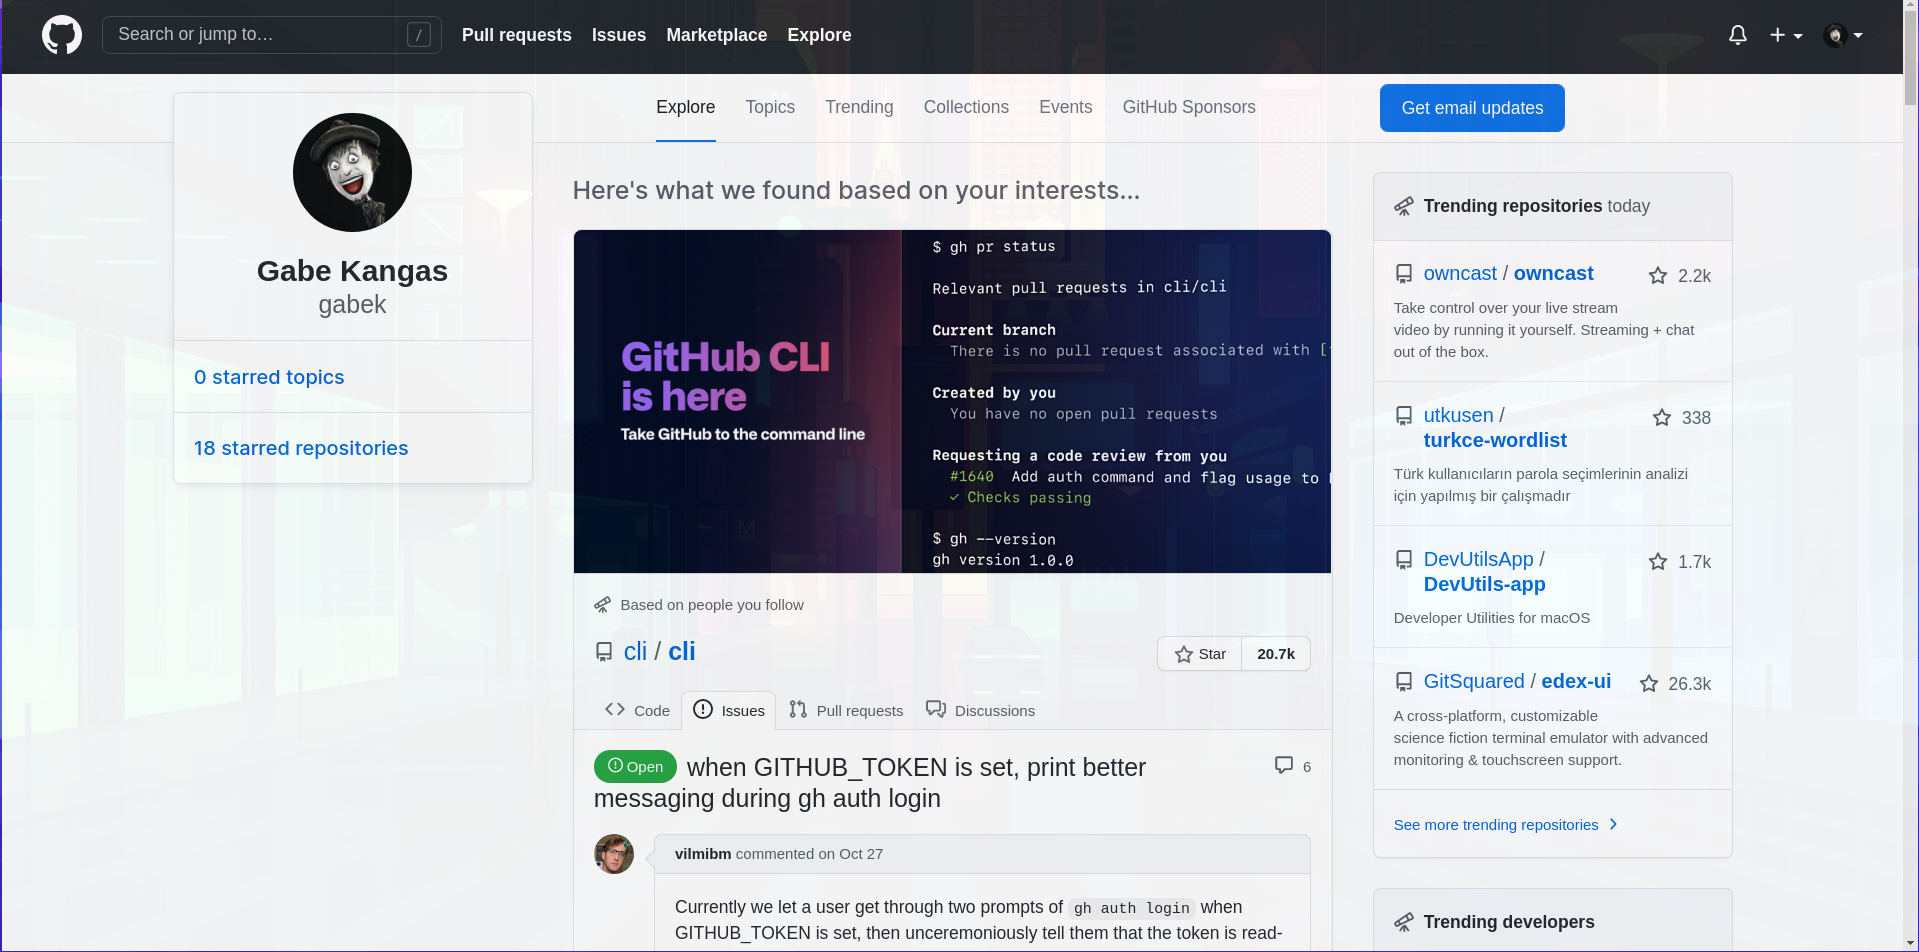 Search or jump to…
/
Pull requests
Issues
Marketplace
Explore
Explore
Topics
Trending
Collections
Events
GitHub Sponsors
Get email updates
Gabe Kangas
gabek
0 starred topics
18 starred repositories
Here's what we found based on your interests...
GitHub CLI
is here
Take GitHub to the command line
$ gh pr status
Relevant pull requests in cli/cli
Current branch
There is no pull request associated with [
Created by you
You have no open pull requests
Requesting a code review from you
#1640 Add auth command and flag usage to
✓ Checks passing
$ gh --version
gh version 1.0.0
Based on people you follow
cli / cli
Star 20.7k
Code
Issues
Pull requests
Discussions
Open when GITHUB_TOKEN is set, print better
messaging during gh auth login
6
vilmibm commented on Oct 27
Currently we let a user get through two prompts of gh auth login when
GITHUB_TOKEN is set, then unceremoniously tell them that the token is read-
Trending repositories today
owncast / owncast
2.2k
Take control over your live stream
video by running it yourself. Streaming + chat
out of the box.
utkusen /
turkce-wordlist
338
Türk kullanıcıların parola seçimlerinin analizi
için yapılmış bir çalışmadır
DevUtilsApp /
DevUtils-app
1.7k
Developer Utilities for macOS
GitSquared / edex-ui
26.3k
A cross-platform, customizable
science fiction terminal emulator with advanced
monitoring & touchscreen support.
See more trending repositories
Trending developers